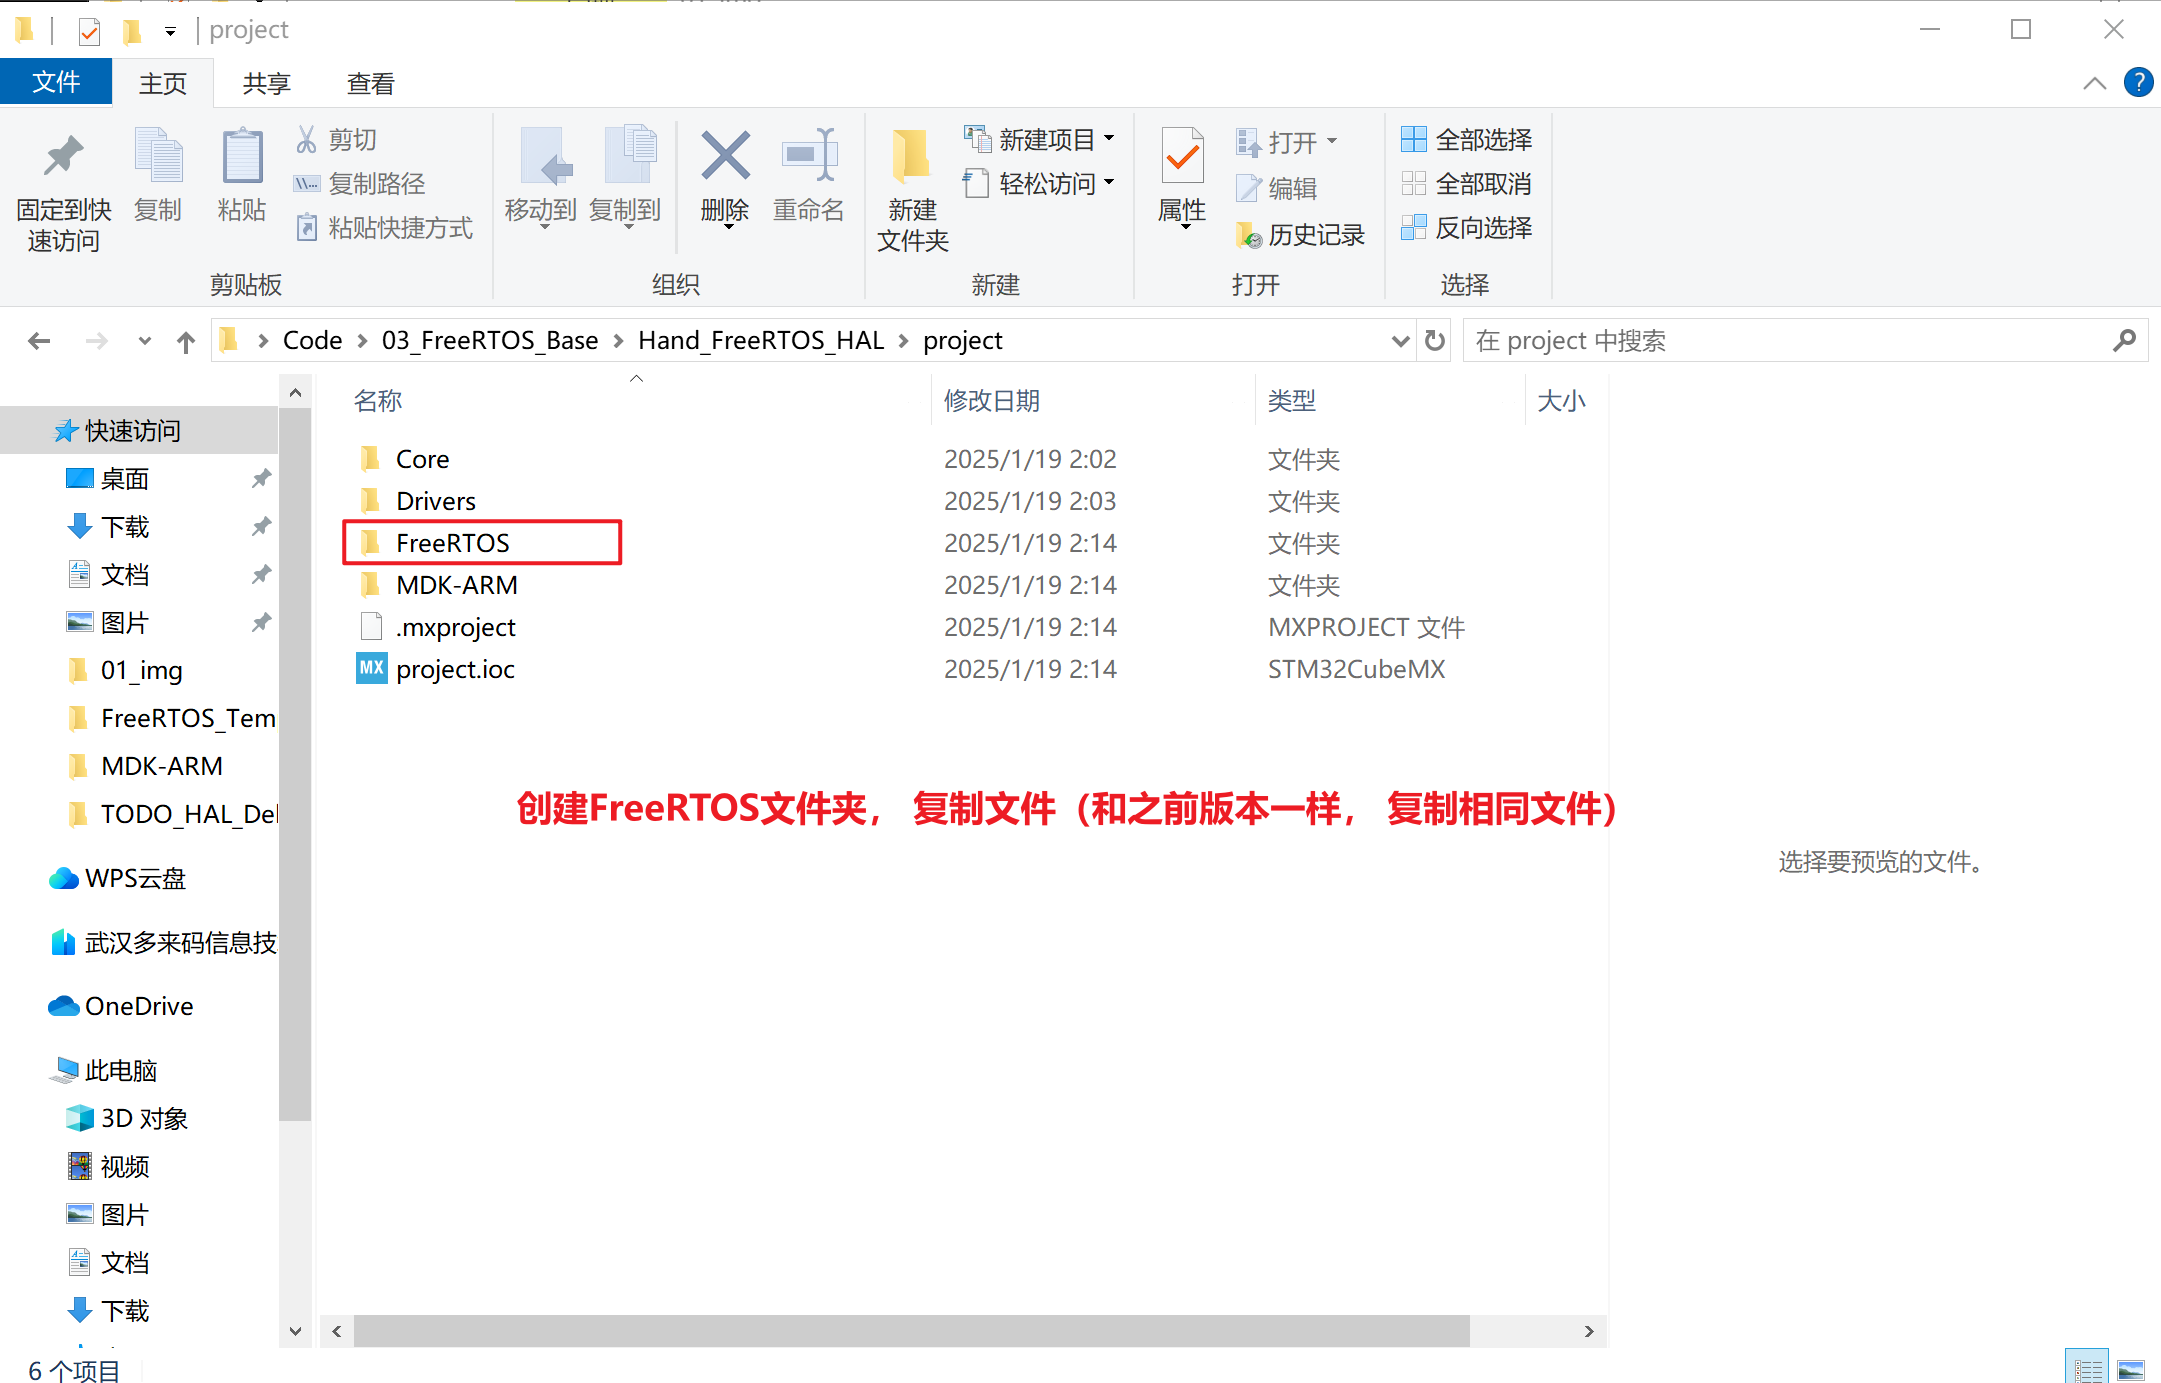 project
文件 主页 共享 查看
固定到快速访问
复制
粘贴
剪切
复制路径
粘贴快捷方式
剪贴板
移动到
复制到
删除
重命名
组织
新建文件夹
新建项目
轻松访问
新建
属性
打开
编辑
历史记录
打开
全部选择
全部取消
反向选择
选择
Code 03_FreeRTOS_Base Hand_FreeRTOS_HAL project
在 project 中搜索
快速访问
桌面
下载
文档
图片
01_img
FreeRTOS_Tem
MDK-ARM
TODO_HAL_Del
WPS云盘
武汉多来码信息技
OneDrive
此电脑
3D 对象
视频
图片
文档
下载
名称 修改日期 类型 大小
Core 2025/1/19 2:02 文件夹
Drivers 2025/1/19 2:03 文件夹
FreeRTOS 2025/1/19 2:14 文件夹
MDK-ARM 2025/1/19 2:14 文件夹
.mxproject 2025/1/19 2:14 MXPROJECT 文件
MX project.ioc 2025/1/19 2:14 STM32CubeMX
创建FreeRTOS文件夹， 复制文件（和之前版本一样， 复制相同文件）
选择要预览的文件。
6 个项目